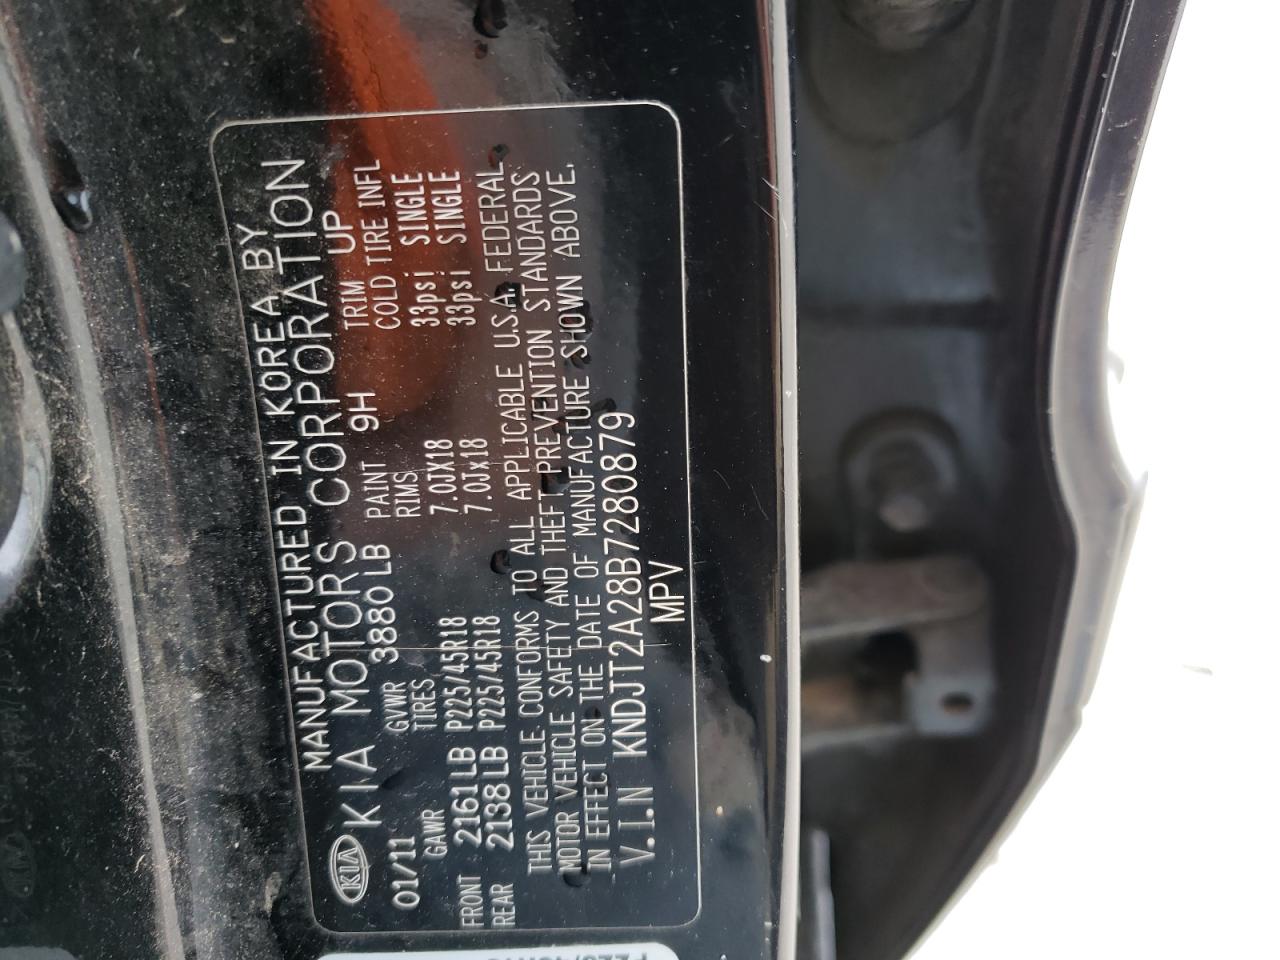 MANUFACTURED IN KOREA BY
KIA KIA MOTORS CORPORATION
01/11 GVWR 3880LB PAINT 9H TRIM UP
GAWR TIRES RIMS COLD TIRE INFL
FRONT 2161LB P225/45R18 7.0JX18 33psi SINGLE
REAR 2138LB P225/45R18 7.0Jx18 33psi SINGLE
THIS VEHICLE CONFORMS TO ALL APPLICABLE U.S.A. FEDERAL
MOTOR VEHICLE SAFETY AND THEFT PREVENTION STANDARDS
IN EFFECT ON THE DATE OF MANUFACTURE SHOWN ABOVE.
V.I.N KNDJT2A28B7280879
MPV